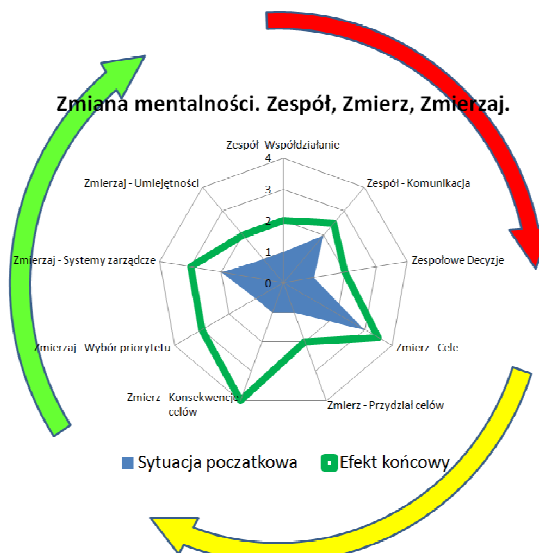 Zmiana mentalności. Zespół, Zmierz, Zmierzaj.
Zespół- Współdziałanie
4
Zmierzaj - Umiejętności
Zespół - Komunikacja
3
2
1
Zmierzaj - Systemy zarządcze
0
Zespołowe Decyzje
Zmierzaj - Wybór priorytetu
Zmierz - Cele
Zmierz - Konsekwencje
celów
Zmierz - Przydział celów
Sytuacja poczatkowa
Efekt końcowy